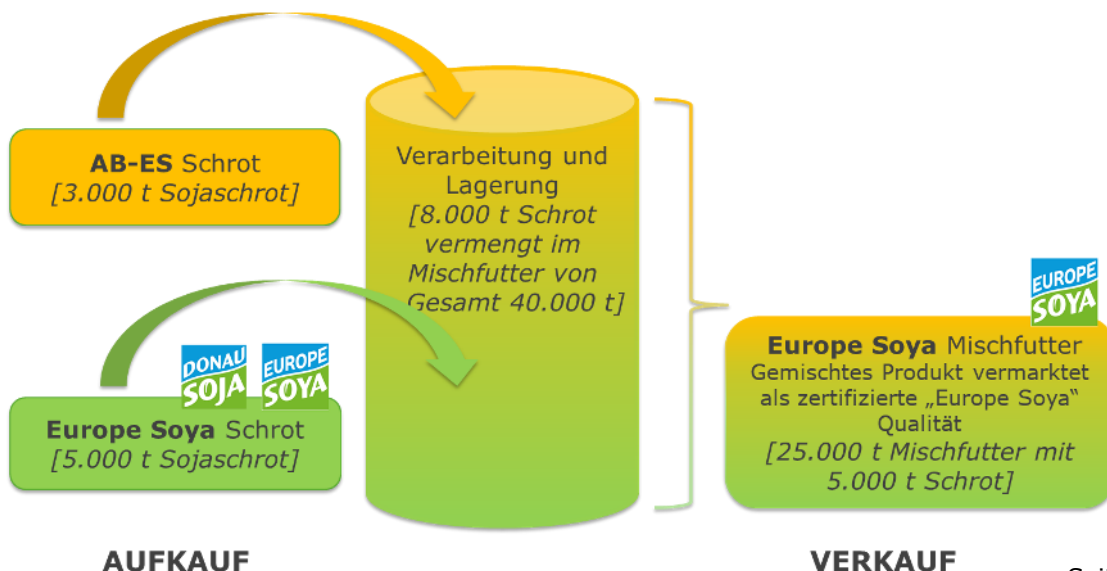 AB-ES Schrot
[3.000 t Sojaschrot]
Verarbeitung und
Lagerung
[8.000 t Schrot
vermengt im
Mischfutter von
Gesamt 40.000 t]
DONAU
SOJA
EUROPE
SOYA
Europe Soya Schrot
[5.000 t Sojaschrot]
EUROPE
SOYA
Europe Soya Mischfutter
Gemischtes Produkt vermarktet
als zertifizierte „Europe Soya“
Qualität
[25.000 t Mischfutter mit
5.000 t Schrot]
AUFKAUF
VERKAUF